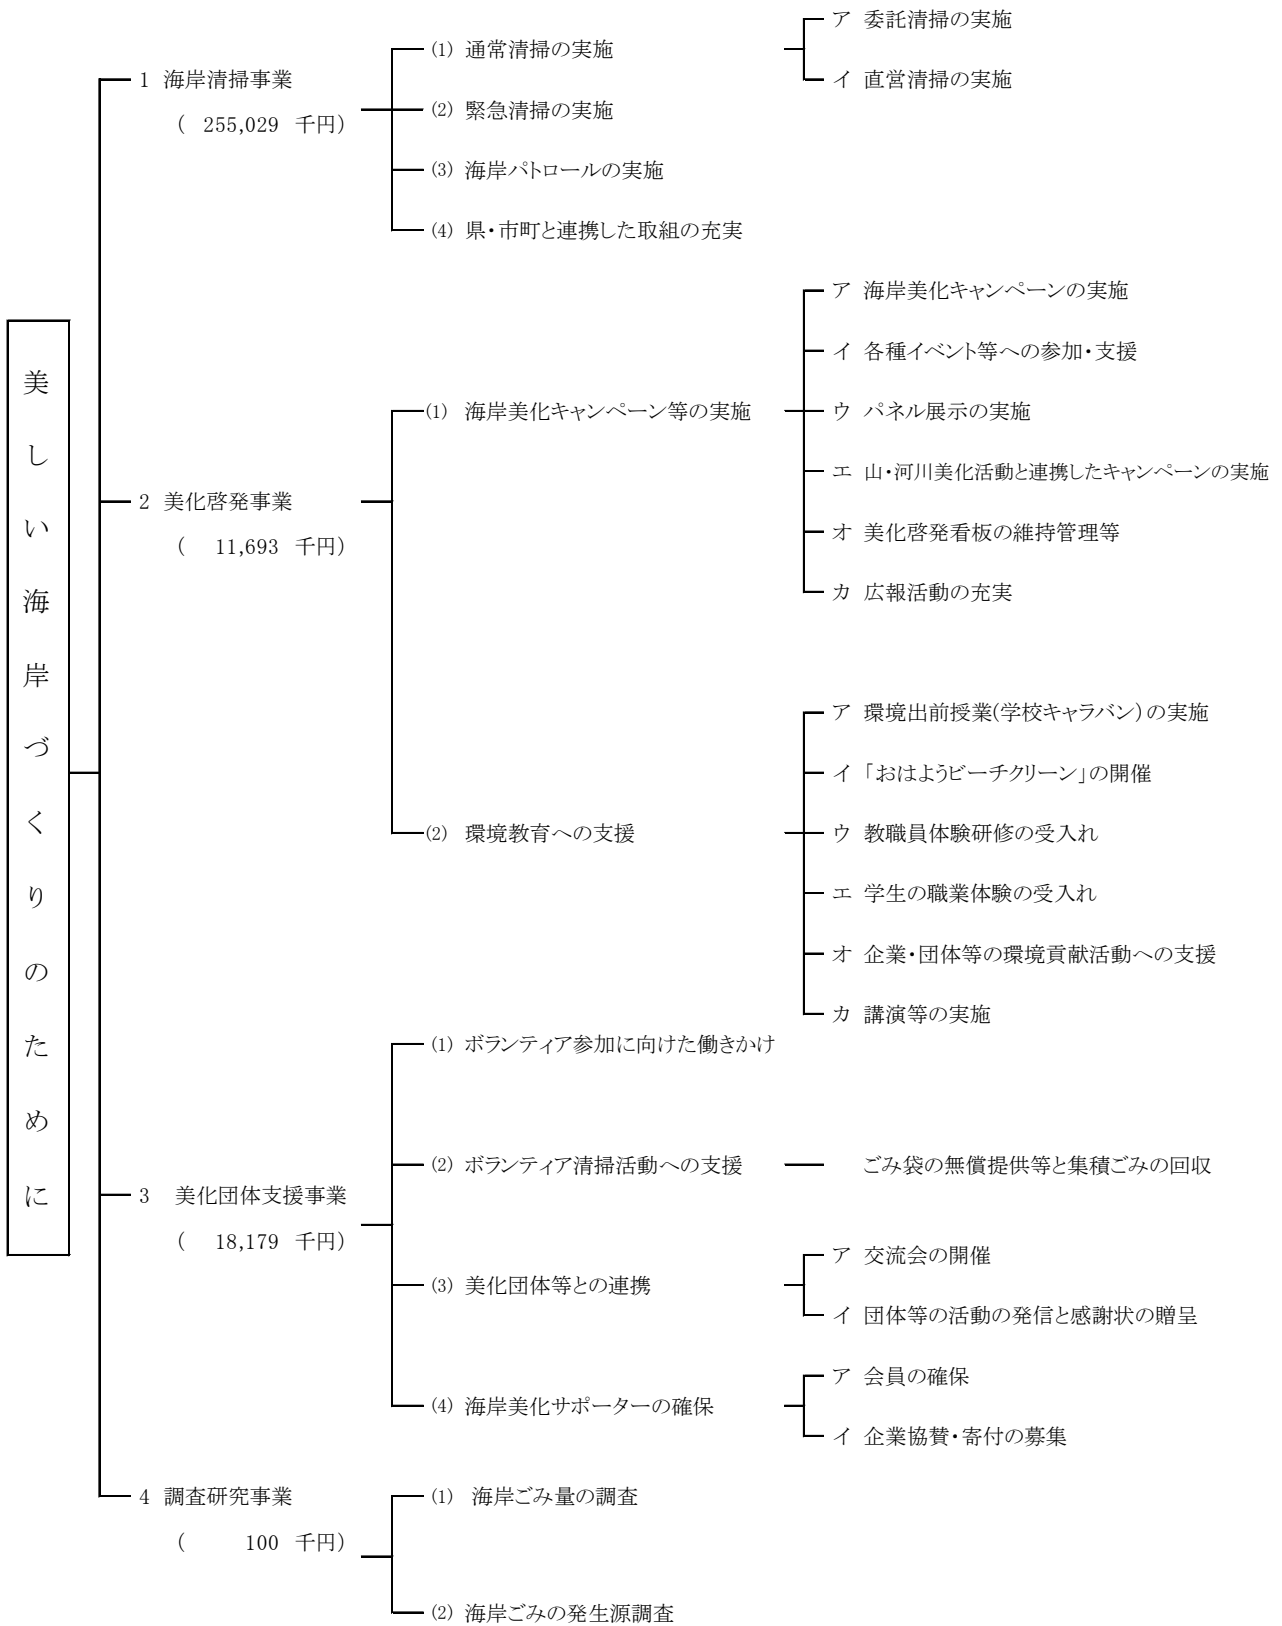 美しい海岸づくりのために
1 海岸清掃事業
( 255,029 千円)
⑴ 通常清掃の実施
ア 委託清掃の実施
イ 直営清掃の実施
⑵ 緊急清掃の実施
⑶ 海岸パトロールの実施
⑷ 県・市町と連携した取組の充実
2 美化啓発事業
( 11,693 千円)
⑴ 海岸美化キャンペーン等の実施
ア 海岸美化キャンペーンの実施
イ 各種イベント等への参加・支援
ウ パネル展示の実施
エ 山・河川美化活動と連携したキャンペーンの実施
オ 美化啓発看板の維持管理等
カ 広報活動の充実
⑵ 環境教育への支援
ア 環境出前授業(学校キャラバン)の実施
イ 「おはようビーチクリーン」の開催
ウ 教職員体験研修の受入れ
エ 学生の職業体験の受入れ
オ 企業・団体等の環境貢献活動への支援
カ 講演等の実施
3 美化団体支援事業
( 18,179 千円)
⑴ ボランティア参加に向けた働きかけ
⑵ ボランティア清掃活動への支援
ごみ袋の無償提供等と集積ごみの回収
⑶ 美化団体等との連携
ア 交流会の開催
イ 団体等の活動の発信と感謝状の贈呈
⑷ 海岸美化サポーターの確保
ア 会員の確保
イ 企業協賛・寄付の募集
4 調査研究事業
( 100 千円)
⑴ 海岸ごみ量の調査
⑵ 海岸ごみの発生源調査